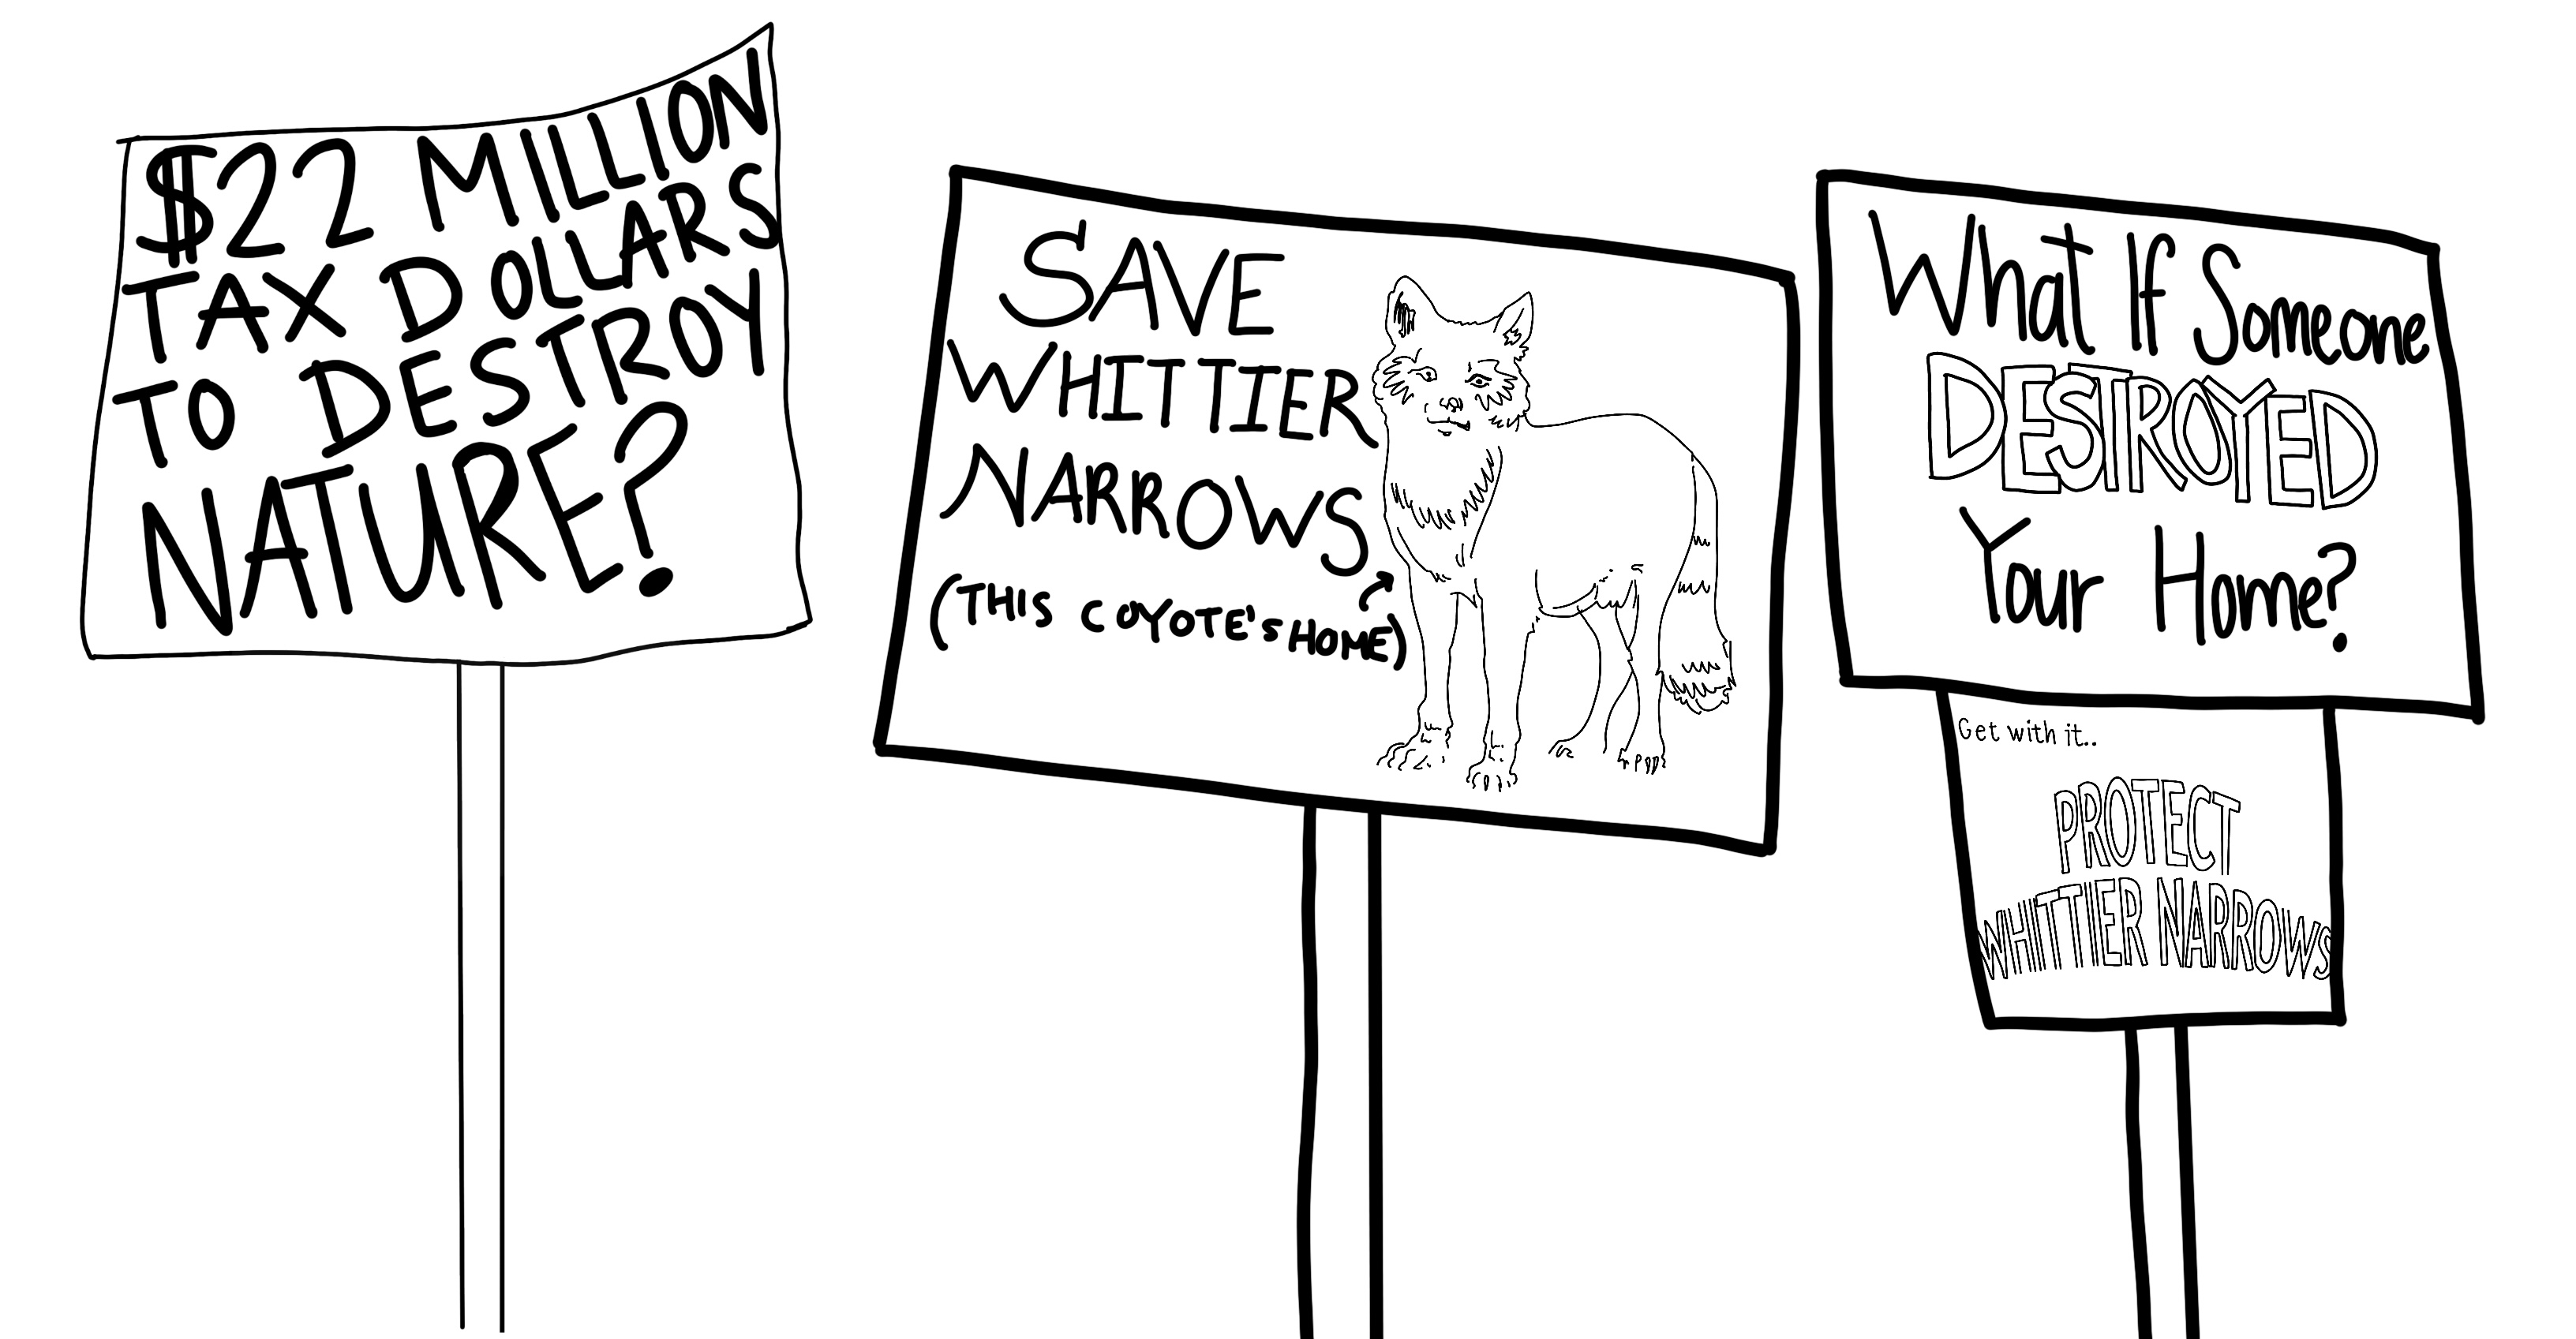 $22 MILLION
TAX DOLLARS
TO DESTROY
NATURE?
SAVE
WHITTIER
NARROWS
(THIS COYOTE'S HOME)
What If Someone
DESTROYED
Your Home?
Get with it..
PROTECT
WHITTIER NARROWS